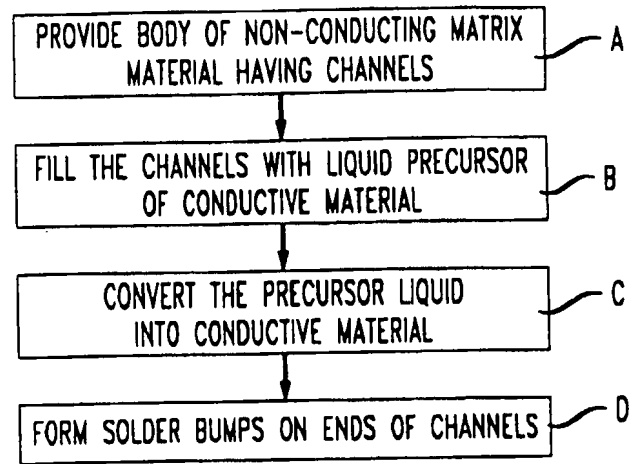 PROVIDE BODY OF NON-CONDUCTING MATRIX
MATERIAL HAVING CHANNELS
A
FILL THE CHANNELS WITH LIQUID PRECURSOR
OF CONDUCTIVE MATERIAL
B
CONVERT THE PRECURSOR LIQUID
INTO CONDUCTIVE MATERIAL
C
FORM SOLDER BUMPS ON ENDS OF CHANNELS
D